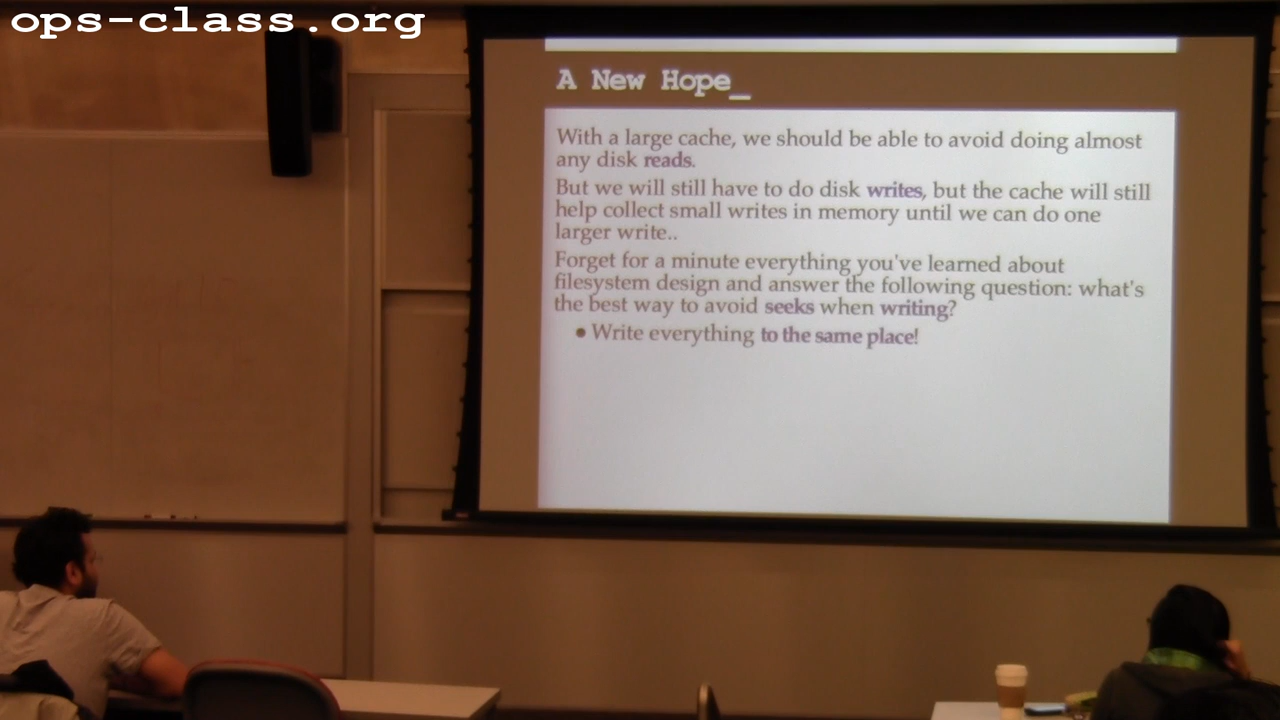 ops-class.org
A New Hope_
With a large cache, we should be able to avoid doing almost
any disk reads.
But we will still have to do disk writes, but the cache will still
help collect small writes in memory until we can do one
larger write..
Forget for a minute everything you've learned about
filesystem design and answer the following question: what's
the best way to avoid seeks when writing?
• Write everything to the same place!